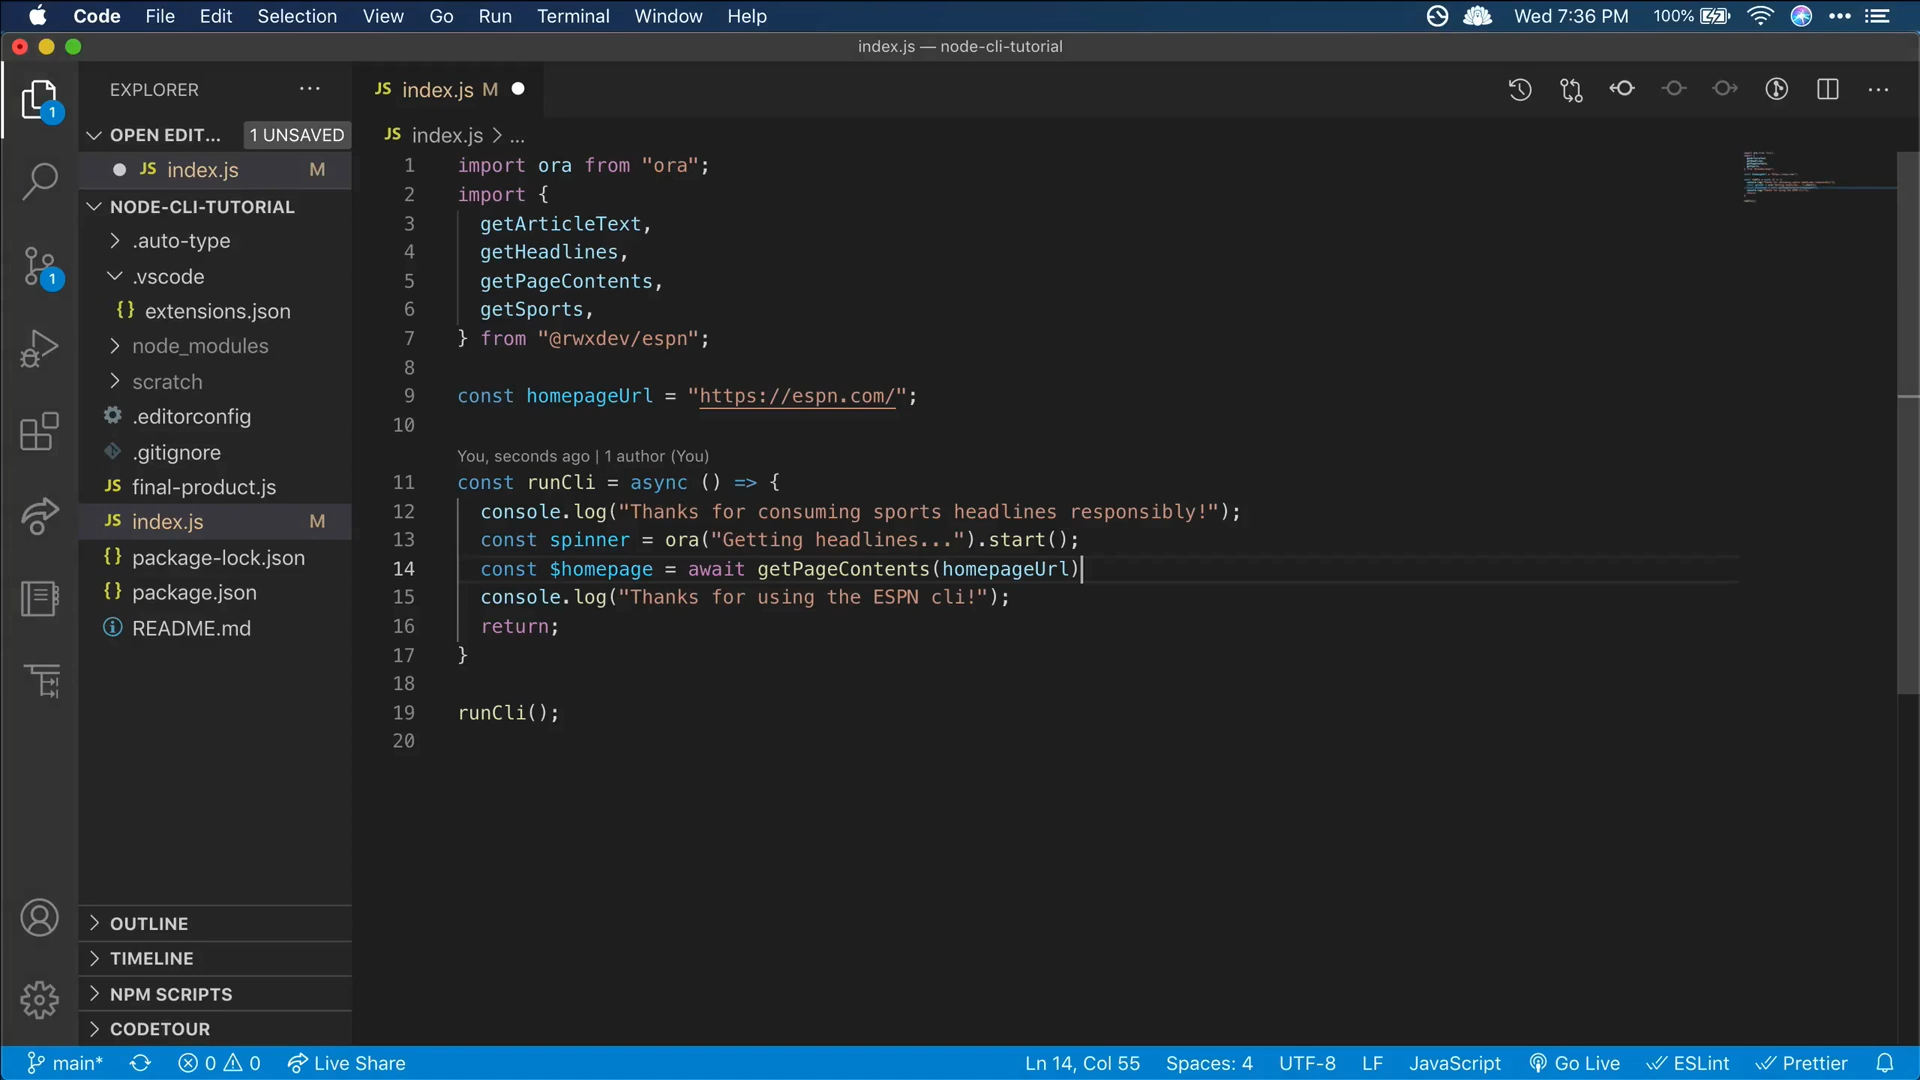 Code File Edit Selection View Go Run Terminal Window Help Wed 7:36 PM 100%
index.js — node-cli-tutorial
EXPLORER
OPEN EDIT... 1 UNSAVED
JS index.js M
NODE-CLI-TUTORIAL
.auto-type
.vscode
{} extensions.json
node_modules
scratch
.editorconfig
.gitignore
JS final-product.js
JS index.js M
{} package-lock.json
{} package.json
README.md
OUTLINE
TIMELINE
NPM SCRIPTS
CODETOUR
1
1
JS index.js M
JS index.js > ...
1 import ora from "ora";
2 import {
3 getArticleText,
4 getHeadlines,
5 getPageContents,
6 getSports,
7 } from "@rwxdev/espn";
8
9 const homepageUrl = "https://espn.com/";
10
You, seconds ago | 1 author (You)
11 const runCli = async () => {
12 console.log("Thanks for consuming sports headlines responsibly!");
13 const spinner = ora("Getting headlines...").start();
14 const $homepage = await getPageContents(homepageUrl)
15 console.log("Thanks for using the ESPN cli!");
16 return;
17 }
18
19 runCli();
20
main* 0 0 Live Share Ln 14, Col 55 Spaces: 4 UTF-8 LF JavaScript Go Live ESLint Prettier